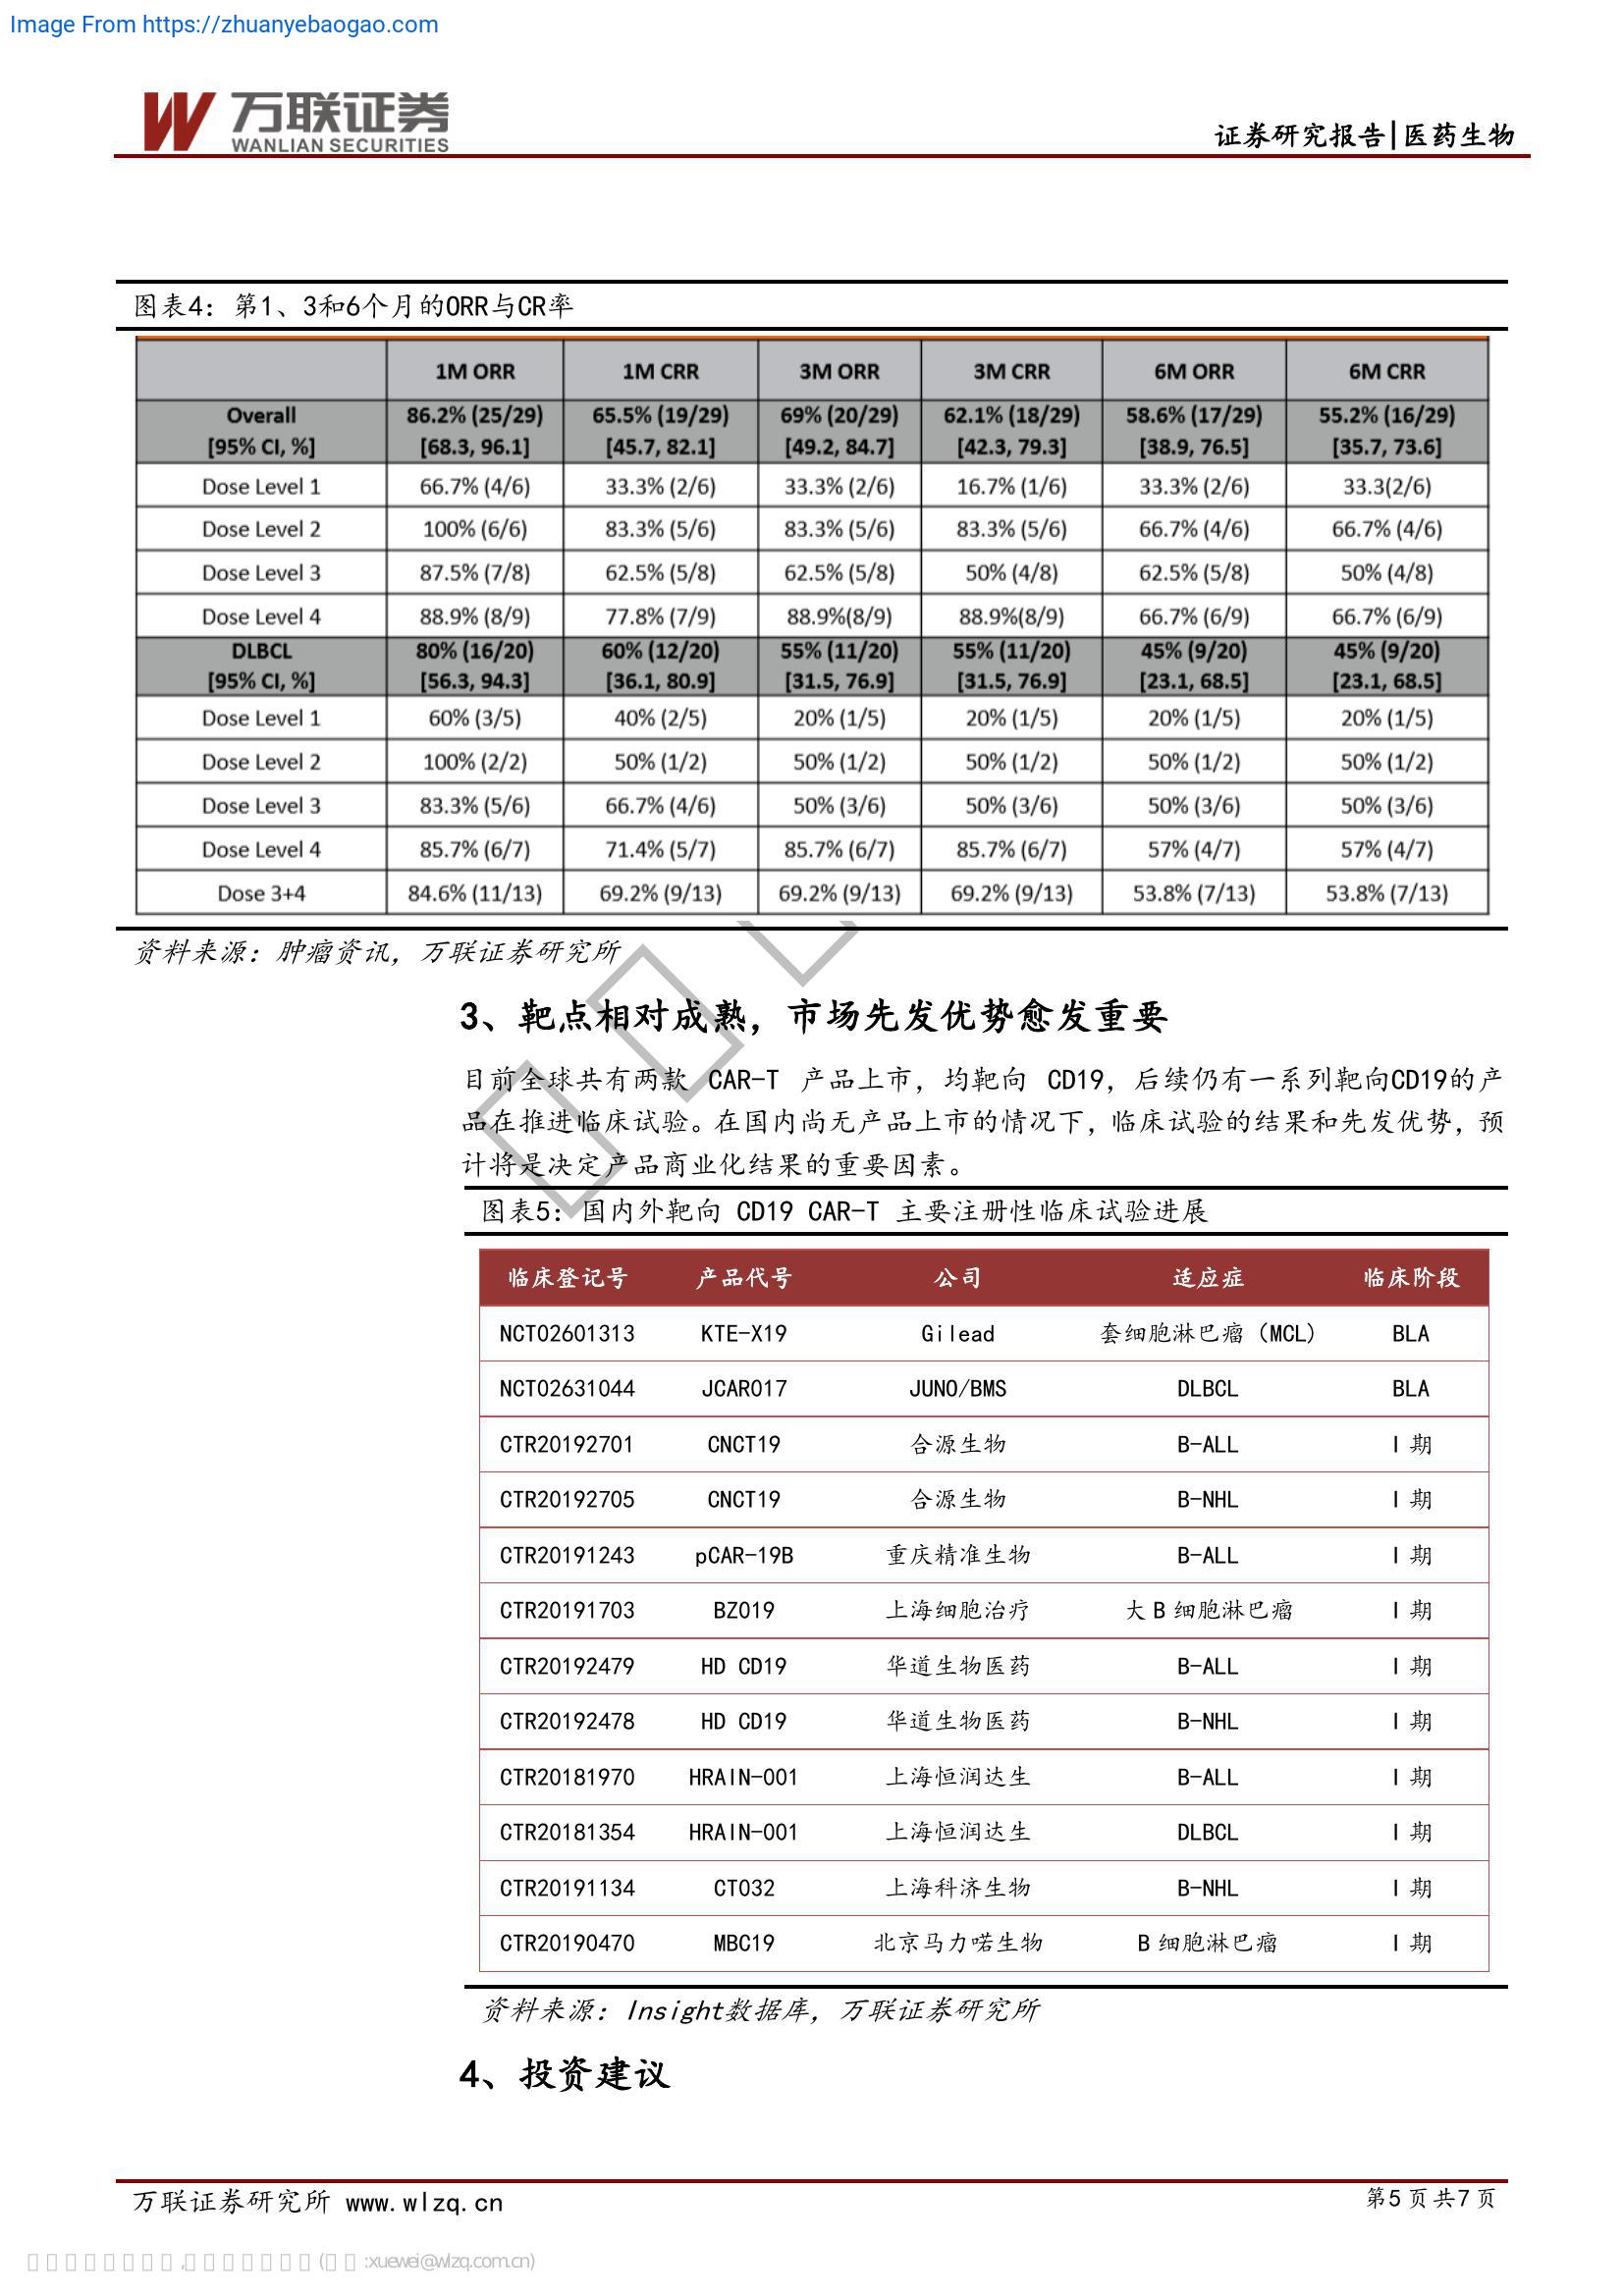 Image From https://zhuanyebaogao.com
万联证券
WANLIAN SECURITIES
证券研究报告|医药生物
图表4：第1、3和6个月的ORR与CR率
1M ORR 1M CRR 3M ORR 3M CRR 6M ORR 6M CRR
Overall 86.2% (25/29) 65.5% (19/29) 69% (20/29) 62.1% (18/29) 58.6% (17/29) 55.2% (16/29)
[95% CI, %] [68.3, 96.1] [45.7, 82.1] [49.2, 84.7] [42.3, 79.3] [38.9, 76.5] [35.7, 73.6]
Dose Level 1 66.7% (4/6) 33.3% (2/6) 33.3% (2/6) 16.7% (1/6) 33.3% (2/6) 33.3(2/6)
Dose Level 2 100% (6/6) 83.3% (5/6) 83.3% (5/6) 83.3% (5/6) 66.7% (4/6) 66.7% (4/6)
Dose Level 3 87.5% (7/8) 62.5% (5/8) 62.5% (5/8) 50% (4/8) 62.5% (5/8) 50% (4/8)
Dose Level 4 88.9% (8/9) 77.8% (7/9) 88.9%(8/9) 88.9%(8/9) 66.7% (6/9) 66.7% (6/9)
DLBCL 80% (16/20) 60% (12/20) 55% (11/20) 55% (11/20) 45% (9/20) 45% (9/20)
[95% CI, %] [56.3, 94.3] [36.1, 80.9] [31.5, 76.9] [31.5, 76.9] [23.1, 68.5] [23.1, 68.5]
Dose Level 1 60% (3/5) 40% (2/5) 20% (1/5) 20% (1/5) 20% (1/5) 20% (1/5)
Dose Level 2 100% (2/2) 50% (1/2) 50% (1/2) 50% (1/2) 50% (1/2) 50% (1/2)
Dose Level 3 83.3% (5/6) 66.7% (4/6) 50% (3/6) 50% (3/6) 50% (3/6) 50% (3/6)
Dose Level 4 85.7% (6/7) 71.4% (5/7) 85.7% (6/7) 85.7% (6/7) 57% (4/7) 57% (4/7)
Dose 3+4 84.6% (11/13) 69.2% (9/13) 69.2% (9/13) 69.2% (9/13) 53.8% (7/13) 53.8% (7/13)
资料来源：肿瘤资讯，万联证券研究所
3、靶点相对成熟，市场先发优势愈发重要
目前全球共有两款 CAR-T 产品上市，均靶向 CD19，后续仍有一系列靶向CD19的产
品在推进临床试验。在国内尚无产品上市的情况下，临床试验的结果和先发优势，预
计将是决定产品商业化结果的重要因素。
图表5：国内外靶向 CD19 CAR-T 主要注册性临床试验进展
临床登记号 产品代号 公司 适应症 临床阶段
NCT02601313 KTE-X19 Gilead 套细胞淋巴瘤（MCL) BLA
NCT02631044 JCAR017 JUNO/BMS DLBCL BLA
CTR20192701 CNCT19 合源生物 B-ALL I 期
CTR20192705 CNCT19 合源生物 B-NHL I 期
CTR20191243 pCAR-19B 重庆精准生物 B-ALL I 期
CTR20191703 BZ019 上海细胞治疗 大 B 细胞淋巴瘤 I 期
CTR20192479 HD CD19 华道生物医药 B-ALL I 期
CTR20192478 HD CD19 华道生物医药 B-NHL I 期
CTR20181970 HRAIN-001 上海恒润达生 B-ALL I 期
CTR20181354 HRAIN-001 上海恒润达生 DLBCL I 期
CTR20191134 CT032 上海科济生物 B-NHL I 期
CTR20190470 MBC19 北京马力喏生物 B 细胞淋巴瘤 I 期
资料来源：Insight数据库，万联证券研究所
4、投资建议
万联证券研究所 www.wlzq.cn
第5 页 共7 页
:xuewei@wlzq.com.cn)